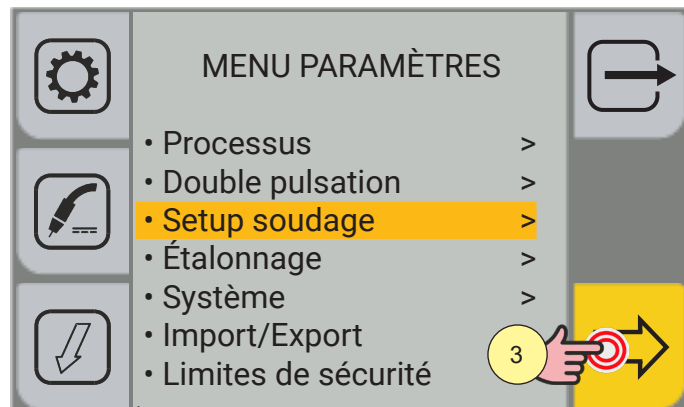 MENU PARAMÈTRES
• Processus >
• Double pulsation >
• Setup soudage >
• Étalonnage >
• Système >
• Import/Export
• Limites de sécurité
3